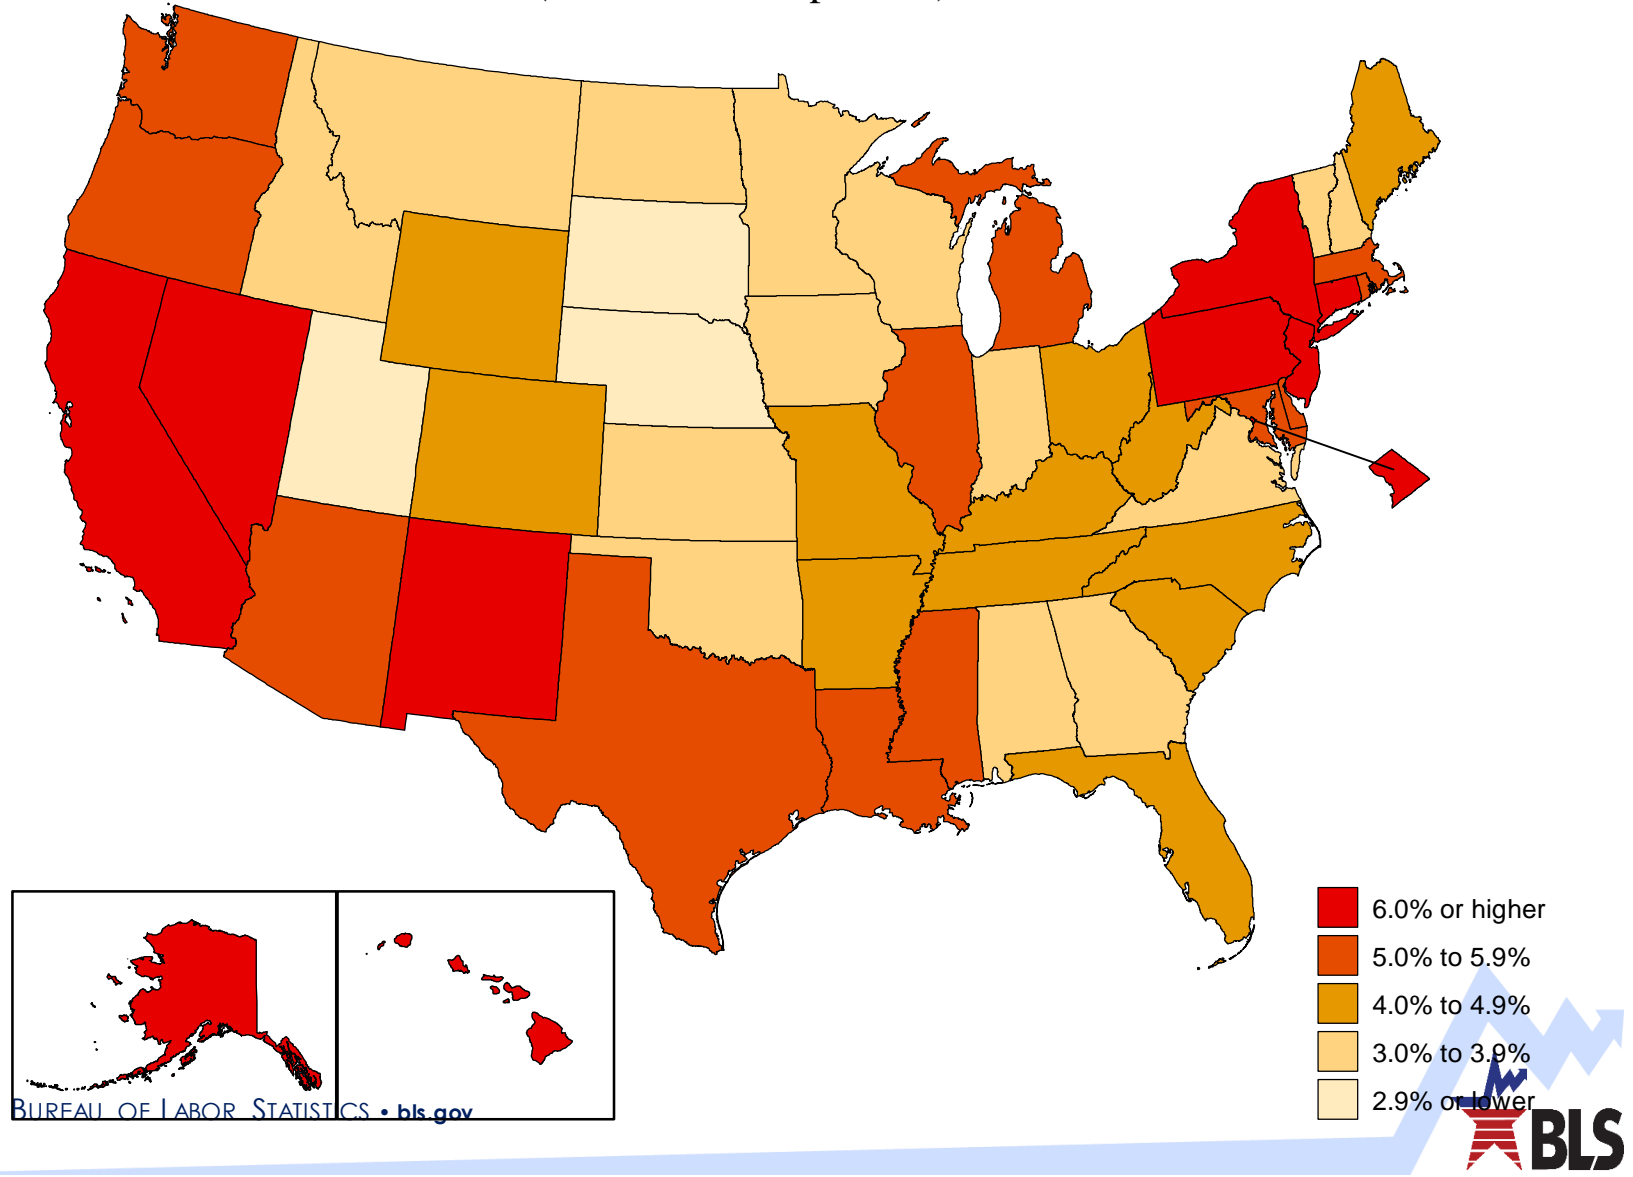 6.0% or higher
5.0% to 5.9%
4.0% to 4.9%
3.0% to 3.9%
2.9% or lower
BUREAU OF LABOR STATISTICS • bls.gov
BLS